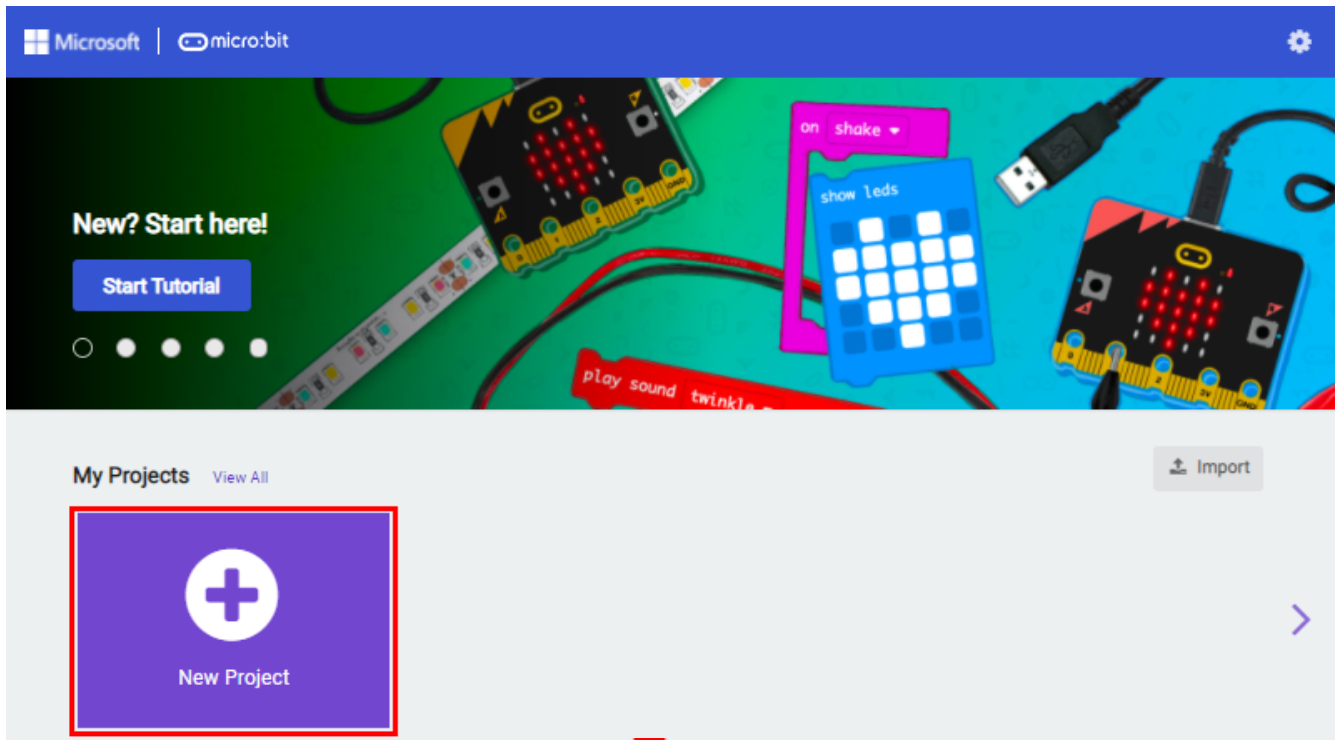 Microsoft micro:bit
on shake
show leds
New? Start here!
Start Tutorial
play sound twinkle
My Projects View All
Import
New Project